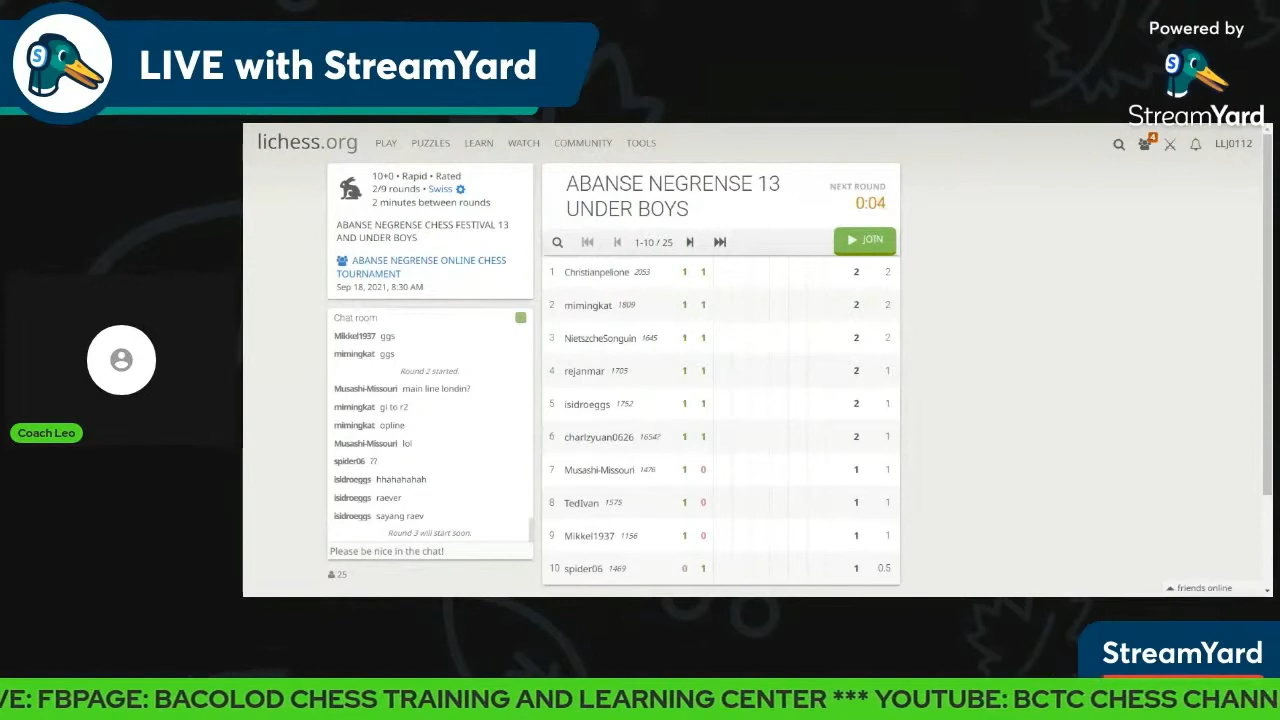 LIVE with StreamYard
Powered by
StreamYard
lichess.org PLAY PUZZLES LEARN WATCH COMMUNITY TOOLS 4 LLJ0112
10+0 • Rapid • Rated
2/9 rounds • Swiss
2 minutes between rounds
ABANSE NEGRENSE CHESS FESTIVAL 13
AND UNDER BOYS
ABANSE NEGRENSE ONLINE CHESS
TOURNAMENT
Sep 18, 2021, 8:30 AM
Chat room
Mikkel1937 ggs
mimingkat ggs
Round 2 started.
Musashi-Missouri main line londin?
mimingkat gl to r2
mimingkat opline
Musashi-Missouri lol
spider06 ??
isidroeggs hhahahahah
isidroeggs raever
isidroeggs sayang raev
Round 3 will start soon.
Please be nice in the chat!
25
ABANSE NEGRENSE 13
UNDER BOYS
NEXT ROUND
0:04
1-10 / 25
JOIN
1 Christianpelione 2053 1 1 2 2
2 mimingkat 1809 1 1 2 2
3 NietszcheSonguin 1645 1 1 2 2
4 rejanmar 1705 1 1 2 1
5 isidroeggs 1752 1 1 2 1
6 charlzyuan0626 1654? 1 1 2 1
7 Musashi-Missouri 1476 1 0 1 1
8 TedIvan 1575 1 0 1 1
9 Mikkel1937 1156 1 0 1 1
10 spider06 1469 0 1 1 0.5
friends online
Coach Leo
StreamYard
VE: FBPAGE: BACOLOD CHESS TRAINING AND LEARNING CENTER *** YOUTUBE: BCTC CHESS CHANN